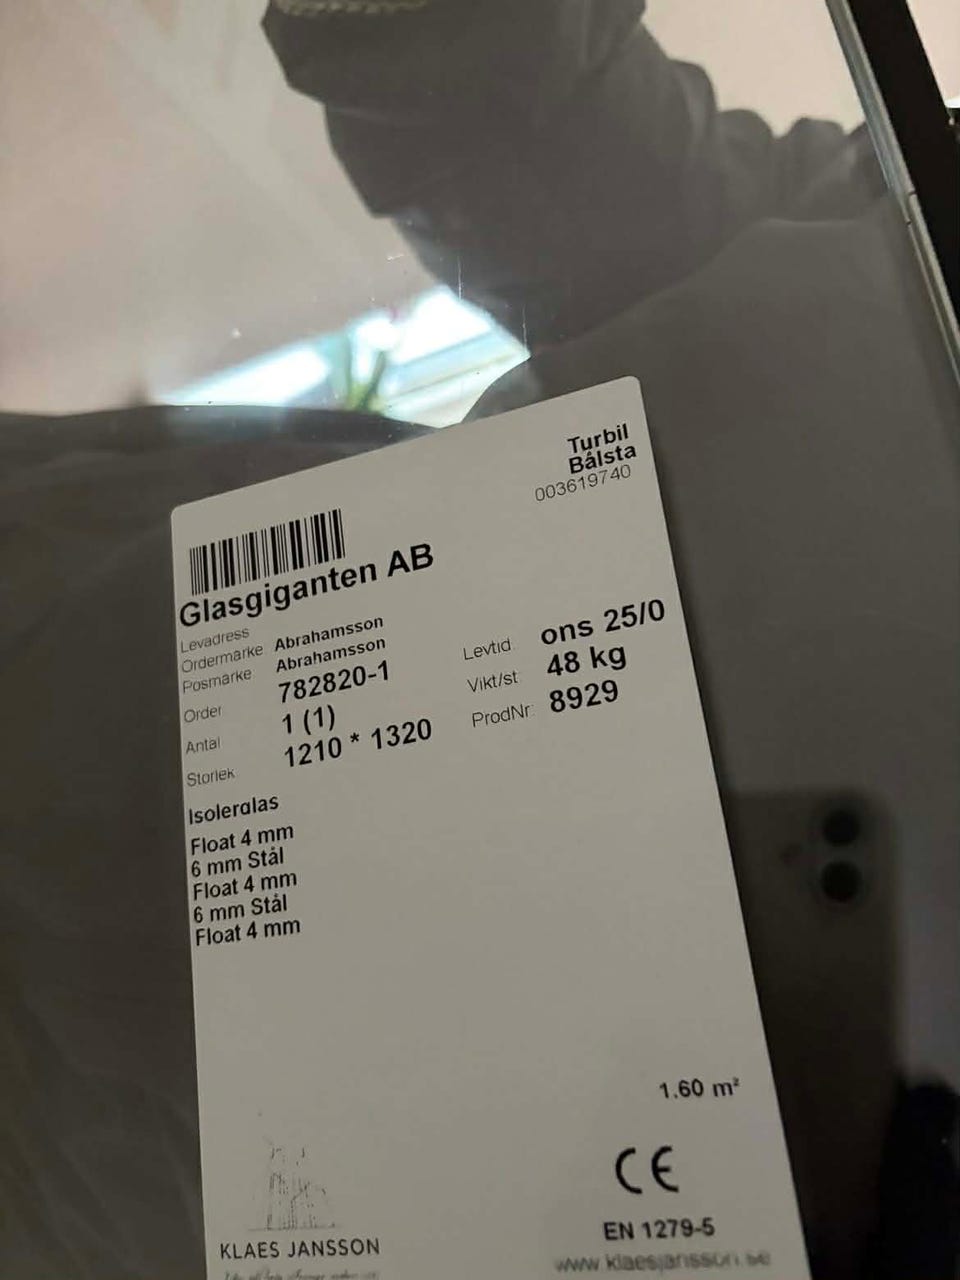 Turbil
Bålsta
003619740
Glasgiganten AB
Levadress
Ordermärke Abrahamsson
Posmärke Abrahamsson
Order 782820-1
Antal 1 (1)
Storlek 1210 * 1320
Levtid: ons 25/0
Vikt/st: 48 kg
ProdNr: 8929
Isolerglas
Float 4 mm
6 mm Stål
Float 4 mm
6 mm Stål
Float 4 mm
1.60 m²
CE
EN 1279-5
www.klaesjansson.se
KLAES JANSSON